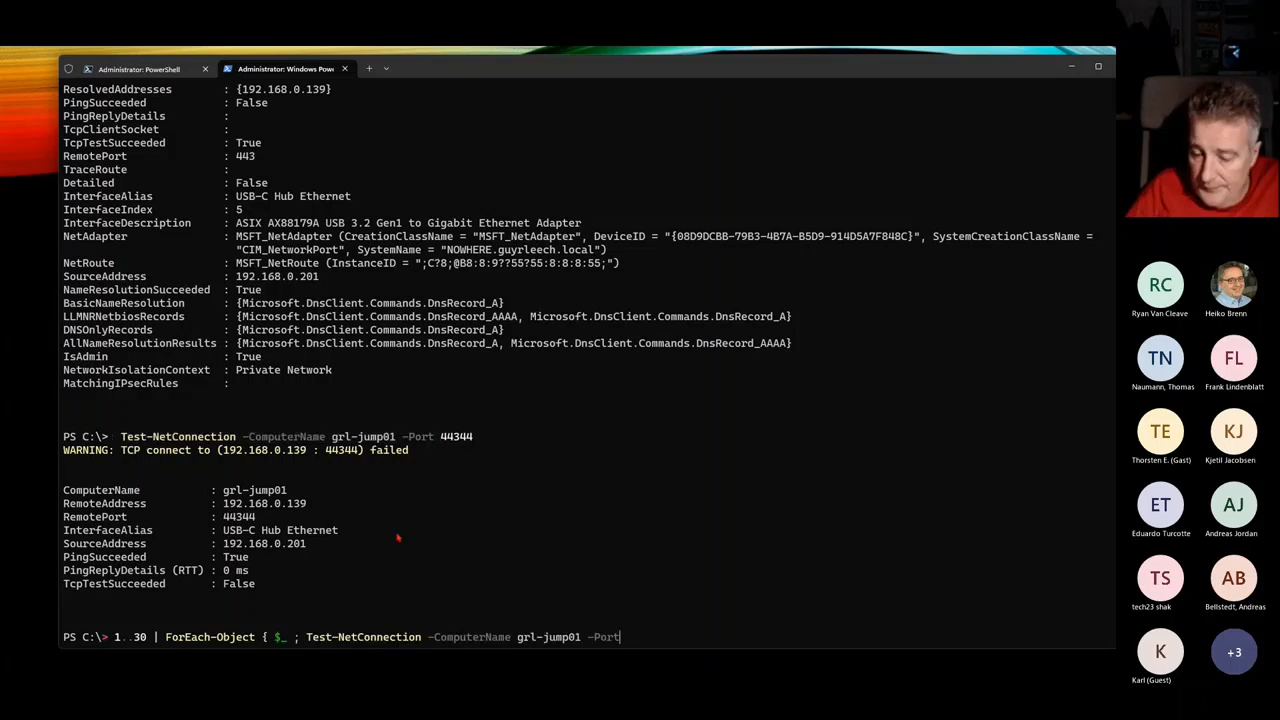 Administrator: PowerShell
Administrator: Windows Powe
ResolvedAddresses : {192.168.0.139}
PingSucceeded : False
PingReplyDetails :
TcpClientSocket :
TcpTestSucceeded : True
RemotePort : 443
TraceRoute :
Detailed : False
InterfaceAlias : USB-C Hub Ethernet
InterfaceIndex : 5
InterfaceDescription : ASIX AX88179A USB 3.2 Gen1 to Gigabit Ethernet Adapter
NetAdapter : MSFT_NetAdapter (CreationClassName = "MSFT_NetAdapter", DeviceID = "{08D9DCBB-79B3-4B7A-B5D9-914D5A7F848C}", SystemCreationClassName =
"CIM_NetworkPort", SystemName = "NOWHERE.guyrleech.local")
NetRoute : MSFT_NetRoute (InstanceID = ";C?8;@B8:8:9??55?55:8:8:8:55;")
SourceAddress : 192.168.0.201
NameResolutionSucceeded : True
BasicNameResolution : {Microsoft.DnsClient.Commands.DnsRecord_A}
LLMNRNetbiosRecords : {Microsoft.DnsClient.Commands.DnsRecord_AAAA, Microsoft.DnsClient.Commands.DnsRecord_A}
DNSOnlyRecords : {Microsoft.DnsClient.Commands.DnsRecord_A}
AllNameResolutionResults : {Microsoft.DnsClient.Commands.DnsRecord_A, Microsoft.DnsClient.Commands.DnsRecord_AAAA}
IsAdmin : True
NetworkIsolationContext : Private Network
MatchingIPsecRules :
PS C:\> Test-NetConnection -ComputerName grl-jump01 -Port 44344
WARNING: TCP connect to (192.168.0.139 : 44344) failed
ComputerName : grl-jump01
RemoteAddress : 192.168.0.139
RemotePort : 44344
InterfaceAlias : USB-C Hub Ethernet
SourceAddress : 192.168.0.201
PingSucceeded : True
PingReplyDetails (RTT) : 0 ms
TcpTestSucceeded : False
PS C:\> 1..30 | ForEach-Object { $_ ; Test-NetConnection -ComputerName grl-jump01 -Port
RC
Ryan Van Cleave
Heiko Brenn
TN
Naumann, Thomas
FL
Frank Lindenblatt
TE
Thorsten E. (Gast)
KJ
Kjetil Jacobsen
ET
Eduardo Turcotte
AJ
Andreas Jordan
TS
tech23 shak
AB
Bellstedt, Andreas
K
Karl (Guest)
+3